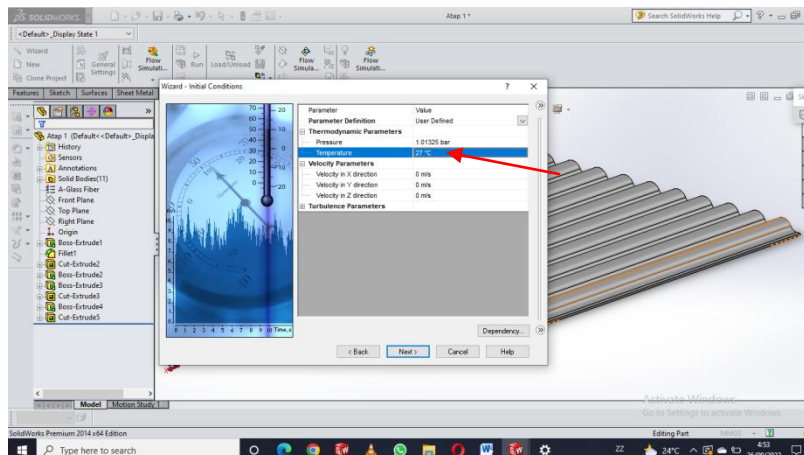 SOLIDWORKS
Atap 1 *
Search SolidWorks Help
<Default>_Display State 1
Wizard
New
Clone Project
General
Settings
Flow
Simulati...
Run
Load/Unload
Flow
Simula...
Flow
Simulati...
Features
Sketch
Surfaces
Sheet Metal
Wizard - Initial Conditions
?
Atap 1 (Default<<Default>_Displa
History
Sensors
Annotations
Solid Bodies(11)
A-Glass Fiber
Front Plane
Top Plane
Right Plane
Origin
Boss-Extrude1
Fillet1
Cut-Extrude2
Boss-Extrude2
Boss-Extrude3
Cut-Extrude3
Boss-Extrude4
Cut-Extrude5
Parameter Value
Parameter Definition User Defined
Thermodynamic Parameters
Pressure 1.01325 bar
Temperature 27 °C
Velocity Parameters
Velocity in X direction 0 m/s
Velocity in Y direction 0 m/s
Velocity in Z direction 0 m/s
Turbulence Parameters
Dependency...
< Back
Next >
Cancel
Help
Model
Motion Study 1
Activate Windows
Go to Settings to activate Windows.
SolidWorks Premium 2014 x64 Edition
Editing Part
MMGS
Type here to search
24°C
4:53